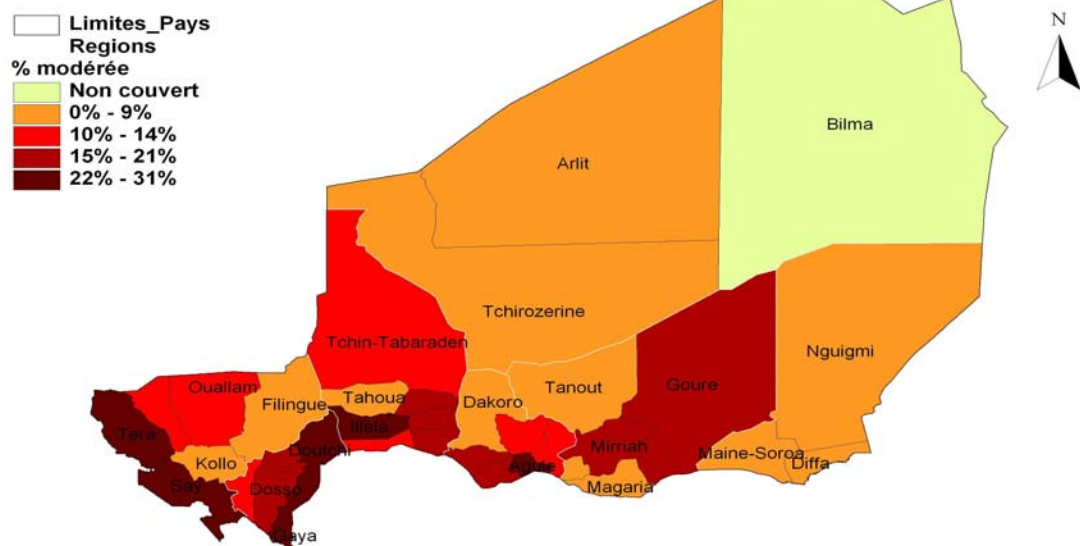 Limites_Pays
Regions
% modérée
Non couvert
0% - 9%
10% - 14%
15% - 21%
22% - 31%
N
Bilma
Arlit
Tchirozerine
Tchin-Tabaraden
Nguigmi
Ouallam
Tanout
Goure
Tahoua
Filingue
Dakoro
Tera
Illela
Doutchi
Mirriah
Maine-Soroa
Kollo
Aguie
Diffa
Say
Dosso
Magaria
Gaya